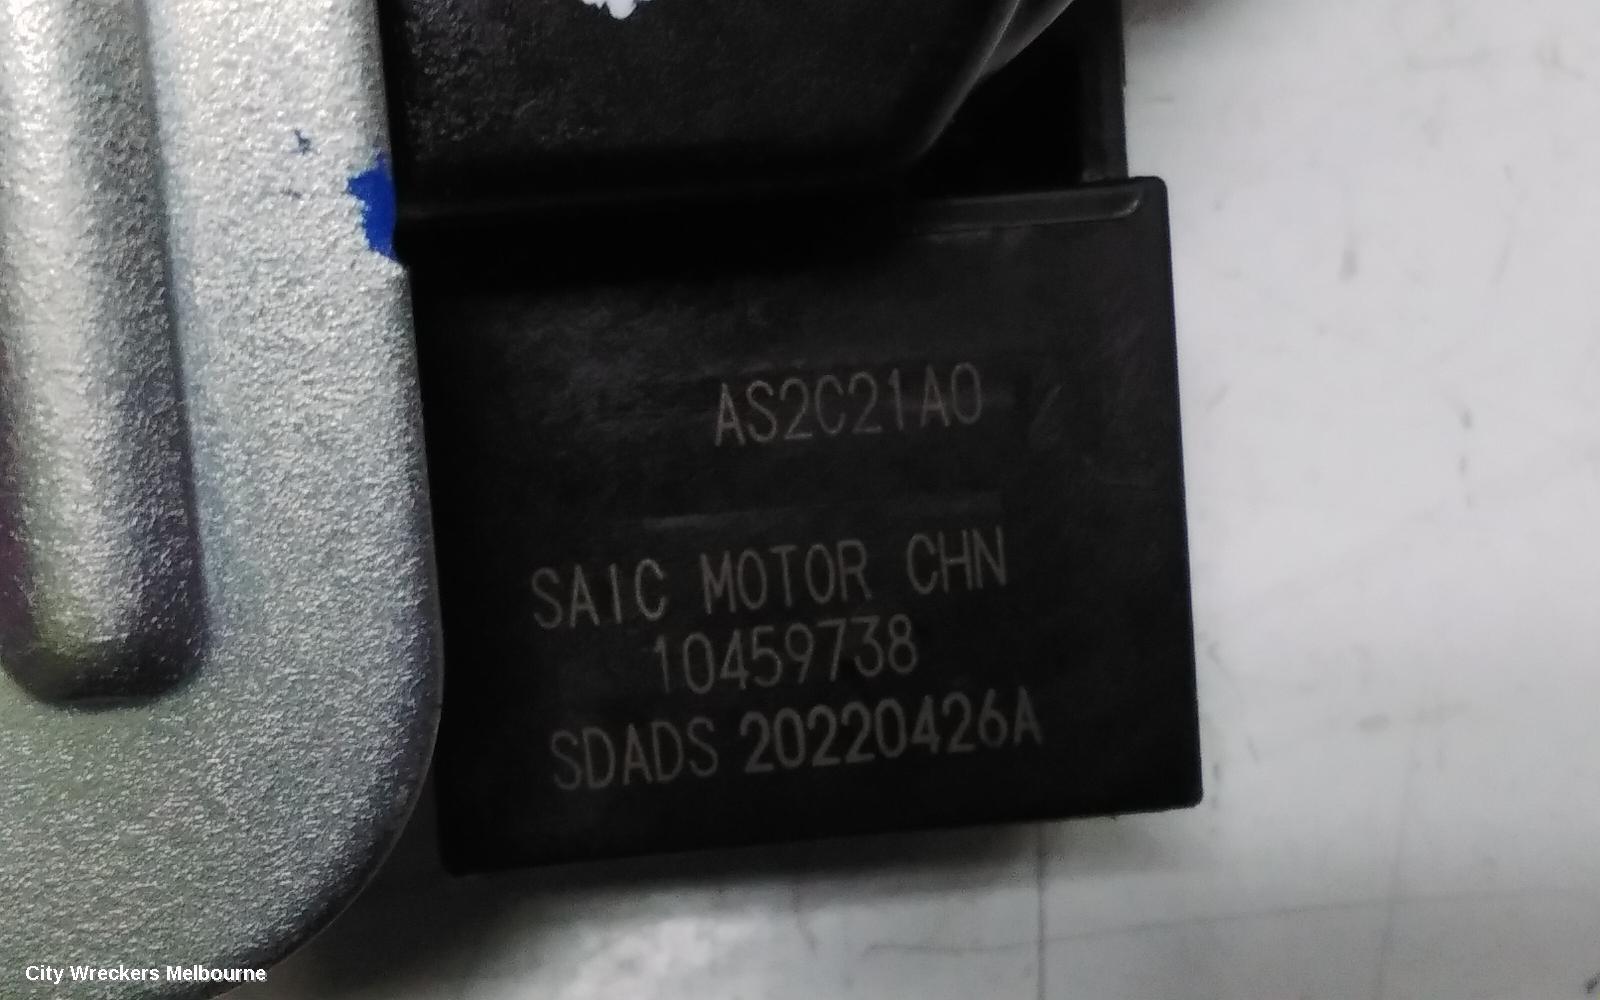 AS2C21A0
SAIC MOTOR CHN
10459738
SDADS 20220426A
City Wreckers Melbourne